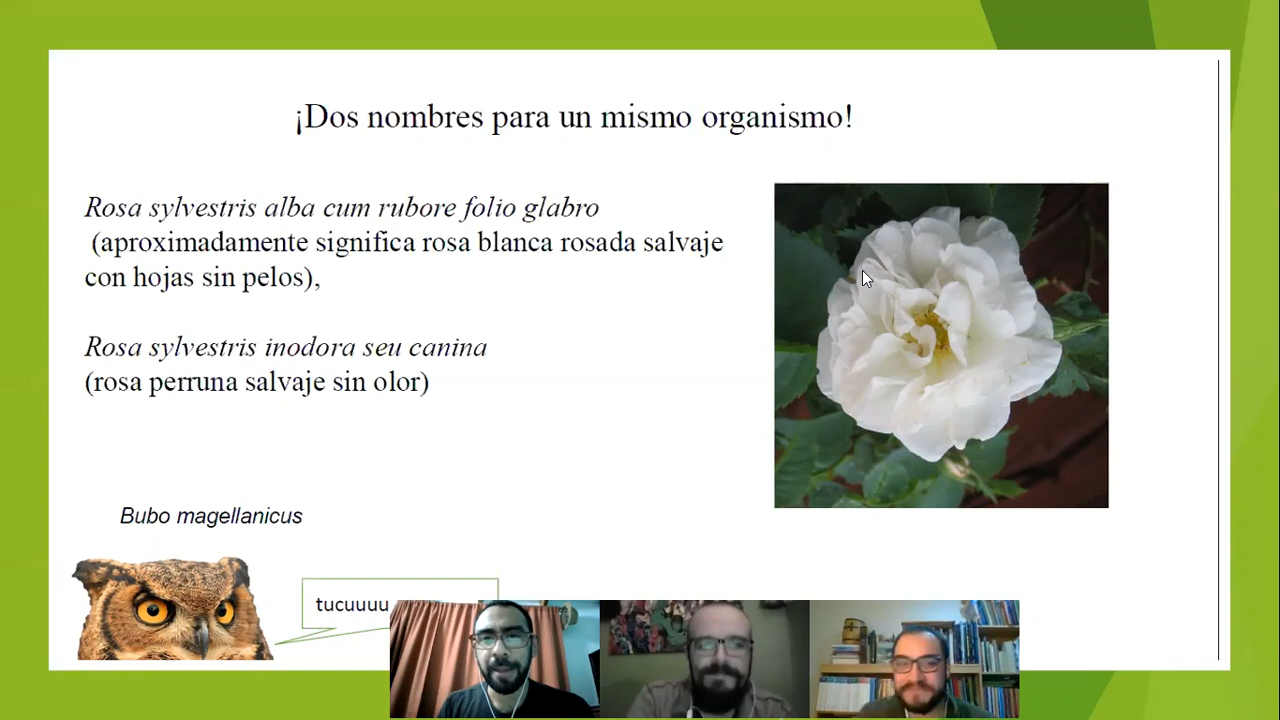 ¡Dos nombres para un mismo organismo!
Rosa sylvestris alba cum rubore folio glabro
(aproximadamente significa rosa blanca rosada salvaje
con hojas sin pelos),
Rosa sylvestris inodora seu canina
(rosa perruna salvaje sin olor)
Bubo magellanicus
tucuuuu